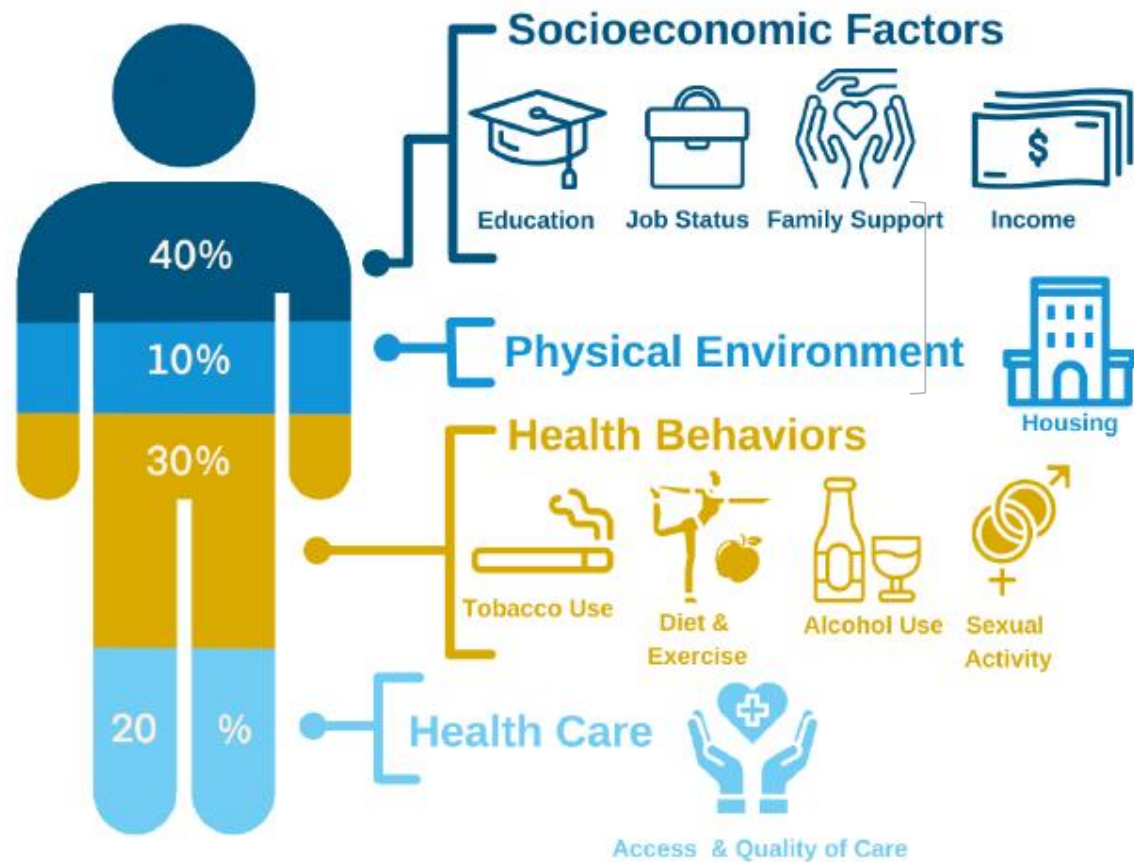 Socioeconomic Factors
$
Education Job Status Family Support Income
40%
10%
Physical Environment
Housing
30%
Health Behaviors
Tobacco Use
Diet &
Exercise
Alcohol Use
Sexual
Activity
20 %
Health Care
Access & Quality of Care